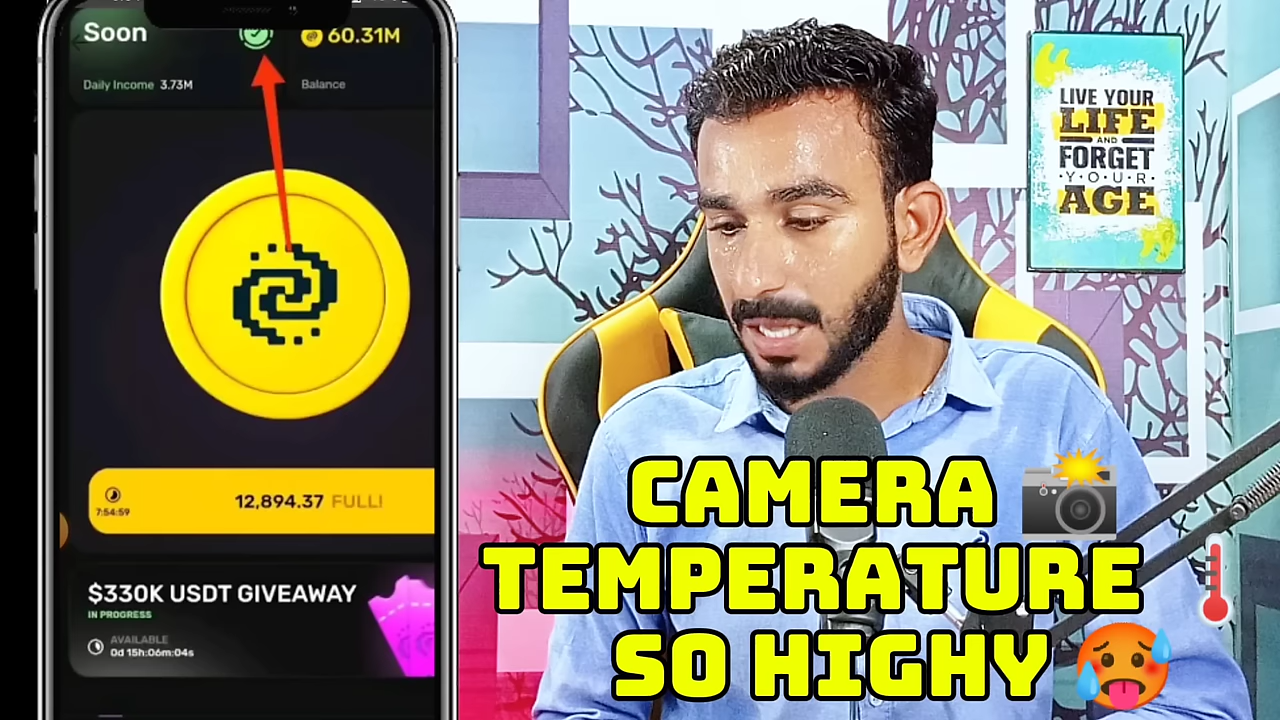 Soon
60.31M
Daily Income 3.73M
Balance
7:54:59
12,894.37 FULL!
$330K USDT GIVEAWAY
IN PROGRESS
AVAILABLE
0d 15h:06m:04s
LIVE YOUR
LIFE
AND
FORGET
·Y·O·U·R·
AGE
CAMERA
TEMPERATURE
SO HIGHY